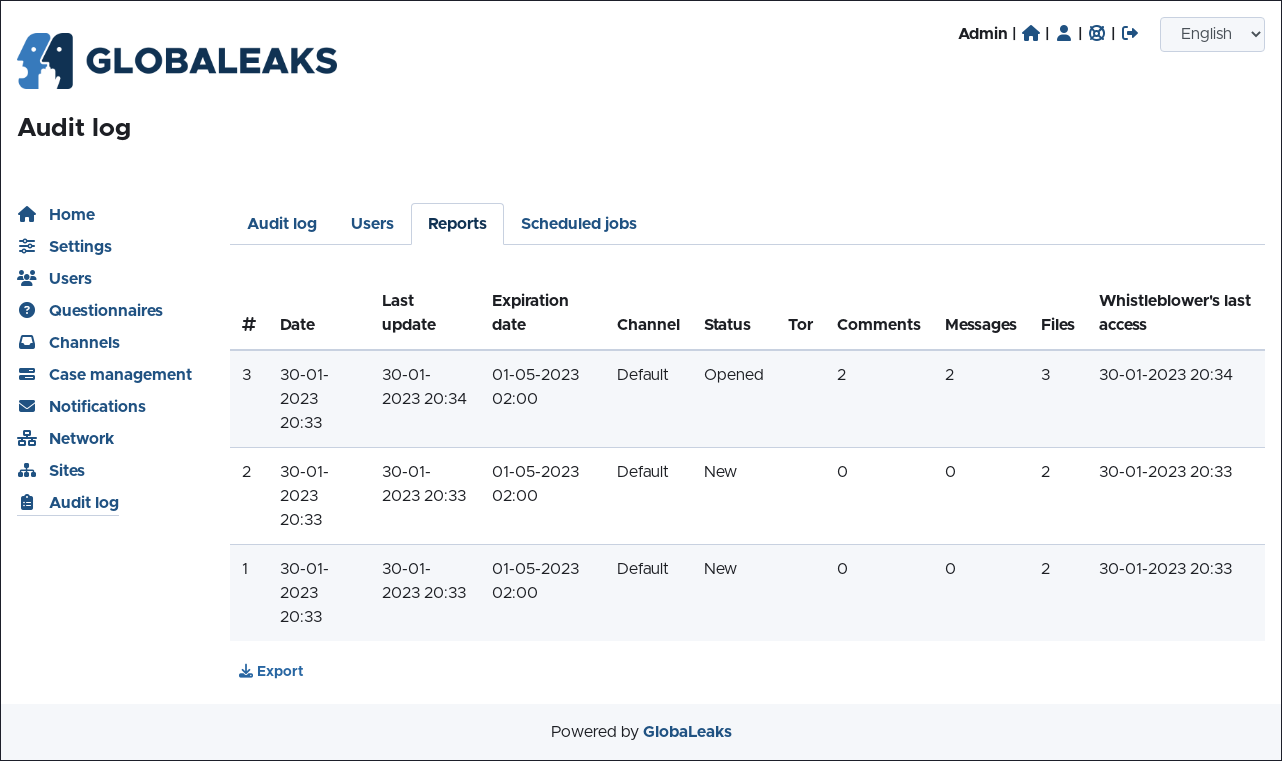 Admin | | | | English
GLOBALEAKS
Audit log
Home
Settings
Users
Questionnaires
Channels
Case management
Notifications
Network
Sites
Audit log
Audit log Users Reports Scheduled jobs
# Date Last update Expiration date Channel Status Tor Comments Messages Files Whistleblower's last access
3 30-01-2023 20:33 30-01-2023 20:34 01-05-2023 02:00 Default Opened 2 2 3 30-01-2023 20:34
2 30-01-2023 20:33 30-01-2023 20:33 01-05-2023 02:00 Default New 0 0 2 30-01-2023 20:33
1 30-01-2023 20:33 30-01-2023 20:33 01-05-2023 02:00 Default New 0 0 2 30-01-2023 20:33
Export
Powered by GlobaLeaks